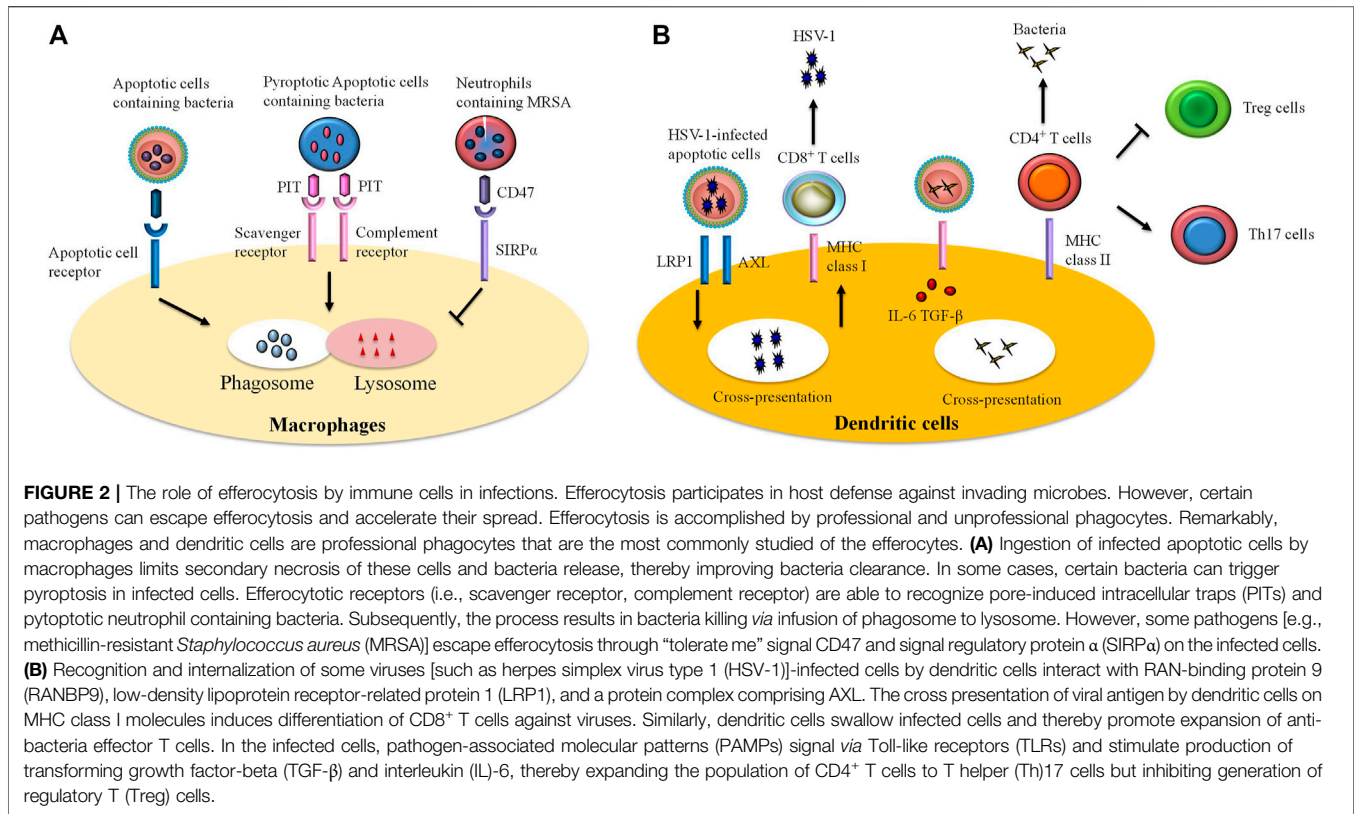 A
Apoptotic cells
containing bacteria
Pyroptotic Apoptotic cells
containing bacteria
Neutrophils
containing MRSA
PIT
PIT
CD47
Scavenger
receptor
Complement
receptor
SIRPα
Apoptotic cell
receptor
Phagosome
Lysosome
Macrophages
B
HSV-1
Bacteria
Treg cells
HSV-1-infected
apoptotic cells
CD8+ T cells
CD4+ T cells
Th17 cells
LRP1
AXL
MHC
class I
MHC
class II
IL-6 TGF-β
Cross-presentation
Cross-presentation
Dendritic cells
FIGURE 2 | The role of efferocytosis by immune cells in infections. Efferocytosis participates in host defense against invading microbes. However, certain
pathogens can escape efferocytosis and accelerate their spread. Efferocytosis is accomplished by professional and unprofessional phagocytes. Remarkably,
macrophages and dendritic cells are professional phagocytes that are the most commonly studied of the efferocytes. (A) Ingestion of infected apoptotic cells by
macrophages limits secondary necrosis of these cells and bacteria release, thereby improving bacteria clearance. In some cases, certain bacteria can trigger
pyroptosis in infected cells. Efferocytotic receptors (i.e., scavenger receptor, complement receptor) are able to recognize pore-induced intracellular traps (PITs) and
pytoptotic neutrophil containing bacteria. Subsequently, the process results in bacteria killing via infusion of phagosome to lysosome. However, some pathogens [e.g.,
methicillin-resistant Staphylococcus aureus (MRSA)] escape efferocytosis through “tolerate me” signal CD47 and signal regulatory protein α (SIRPα) on the infected cells.
(B) Recognition and internalization of some viruses [such as herpes simplex virus type 1 (HSV-1)]-infected cells by dendritic cells interact with RAN-binding protein 9
(RANBP9), low-density lipoprotein receptor-related protein 1 (LRP1), and a protein complex comprising AXL. The cross presentation of viral antigen by dendritic cells on
MHC class I molecules induces differentiation of CD8+ T cells against viruses. Similarly, dendritic cells swallow infected cells and thereby promote expansion of anti-
bacteria effector T cells. In the infected cells, pathogen-associated molecular patterns (PAMPs) signal via Toll-like receptors (TLRs) and stimulate production of
transforming growth factor-beta (TGF-β) and interleukin (IL)-6, thereby expanding the population of CD4+ T cells to T helper (Th)17 cells but inhibiting generation of
regulatory T (Treg) cells.